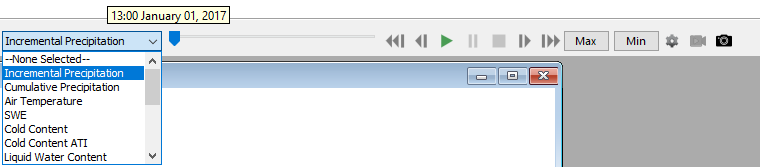 13:00 January 01, 2017
Incremental Precipitation
Max
Min
--None Selected--
Incremental Precipitation
Cumulative Precipitation
Air Temperature
SWE
Cold Content
Cold Content ATI
Liquid Water Content